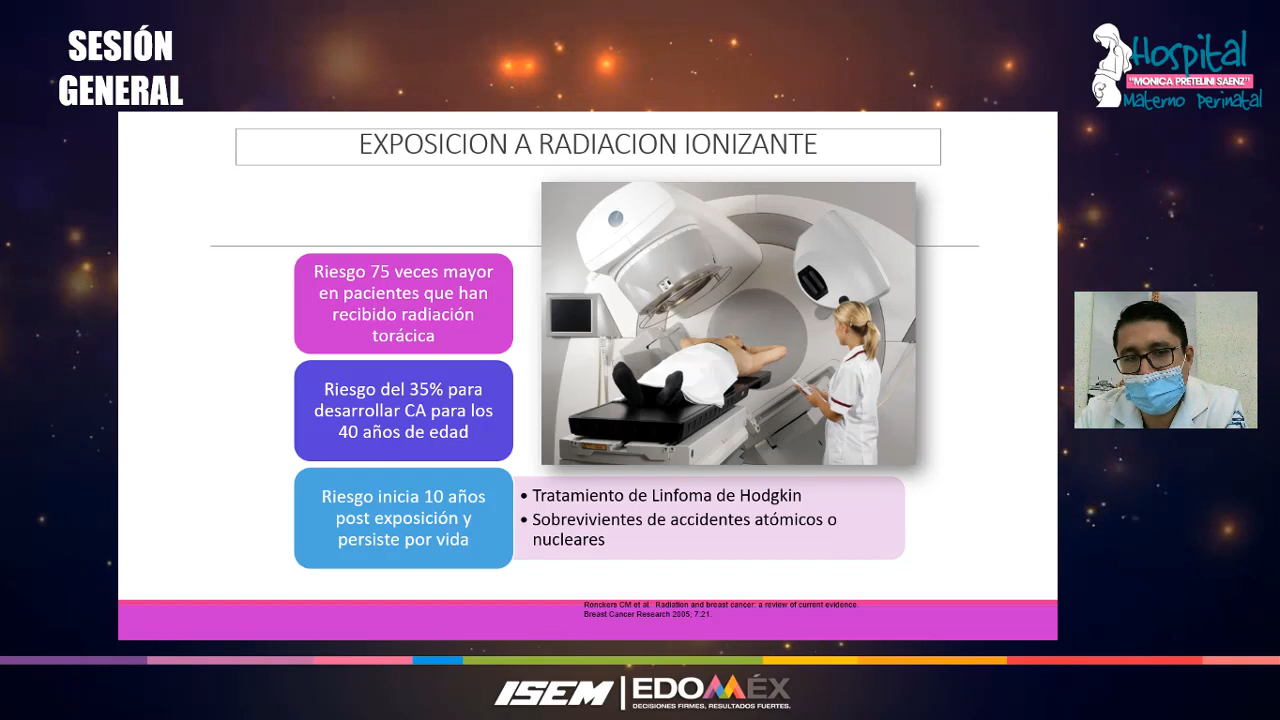 SESIÓN
GENERAL
Hospital
"MONICA PRETELINI SAENZ"
Materno perinatal
EXPOSICION A RADIACION IONIZANTE
Riesgo 75 veces mayor
en pacientes que han
recibido radiación
torácica
Riesgo del 35% para
desarrollar CA para los
40 años de edad
Riesgo inicia 10 años
post exposición y
persiste por vida
• Tratamiento de Linfoma de Hodgkin
• Sobrevivientes de accidentes atómicos o
nucleares
Ronckers CM et al. Radiation and breast cancer: a review of current evidence.
Breast Cancer Research 2005; 7:21.
ISEM
EDOMÉX
DECISIONES FIRMES, RESULTADOS FUERTES.